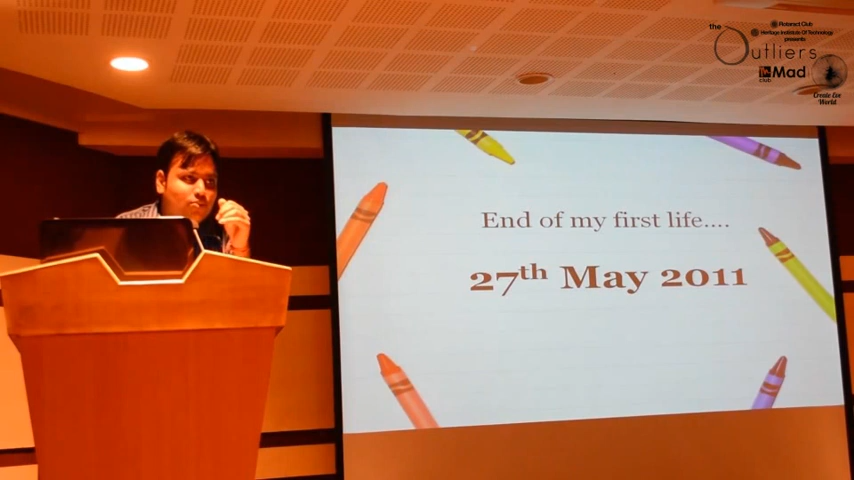 the
Outliers
Rotaract Club
Heritage Institute Of Technology
presents
Mad
club
Create Eco
World
End of my first life....
27th May 2011